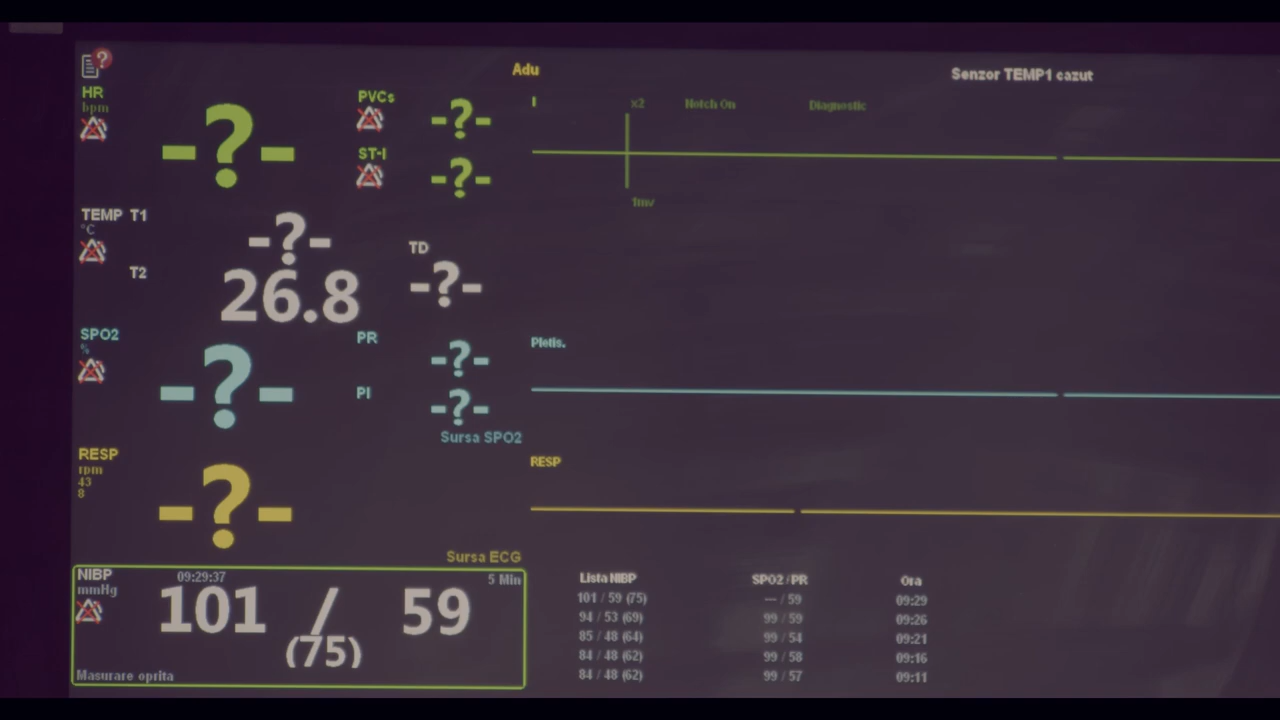 Adu
Senzor TEMP1 cazut
HR
bpm
-?-
PVCs
-?-
ST-I
-?-
I
x2
Notch On
Diagnostic
1mv
TEMP T1
°C
-?-
T2
26.8
TD
-?-
SPO2
%
-?-
PR
-?-
PI
-?-
Sursa SPO2
Pletis.
RESP
rpm
43
8
-?-
Sursa ECG
RESP
NIBP
mmHg
09:29:37
5 Min
101 / 59
(75)
Masurare oprita
Lista NIBP SPO2 / PR Ora
101 / 59 (75) --- / 59 09:29
94 / 53 (69) 99 / 59 09:26
85 / 48 (64) 99 / 54 09:21
84 / 48 (62) 99 / 58 09:16
84 / 48 (62) 99 / 57 09:11